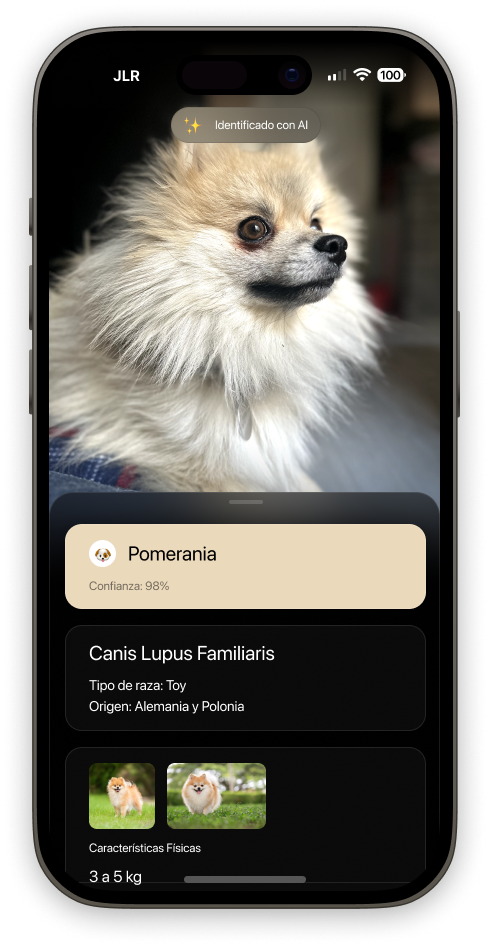 JLR
100
Identificado con AI
Pomerania
Confianza: 98%
Canis Lupus Familiaris
Tipo de raza: Toy
Origen: Alemania y Polonia
Características Físicas
3 a 5 kg